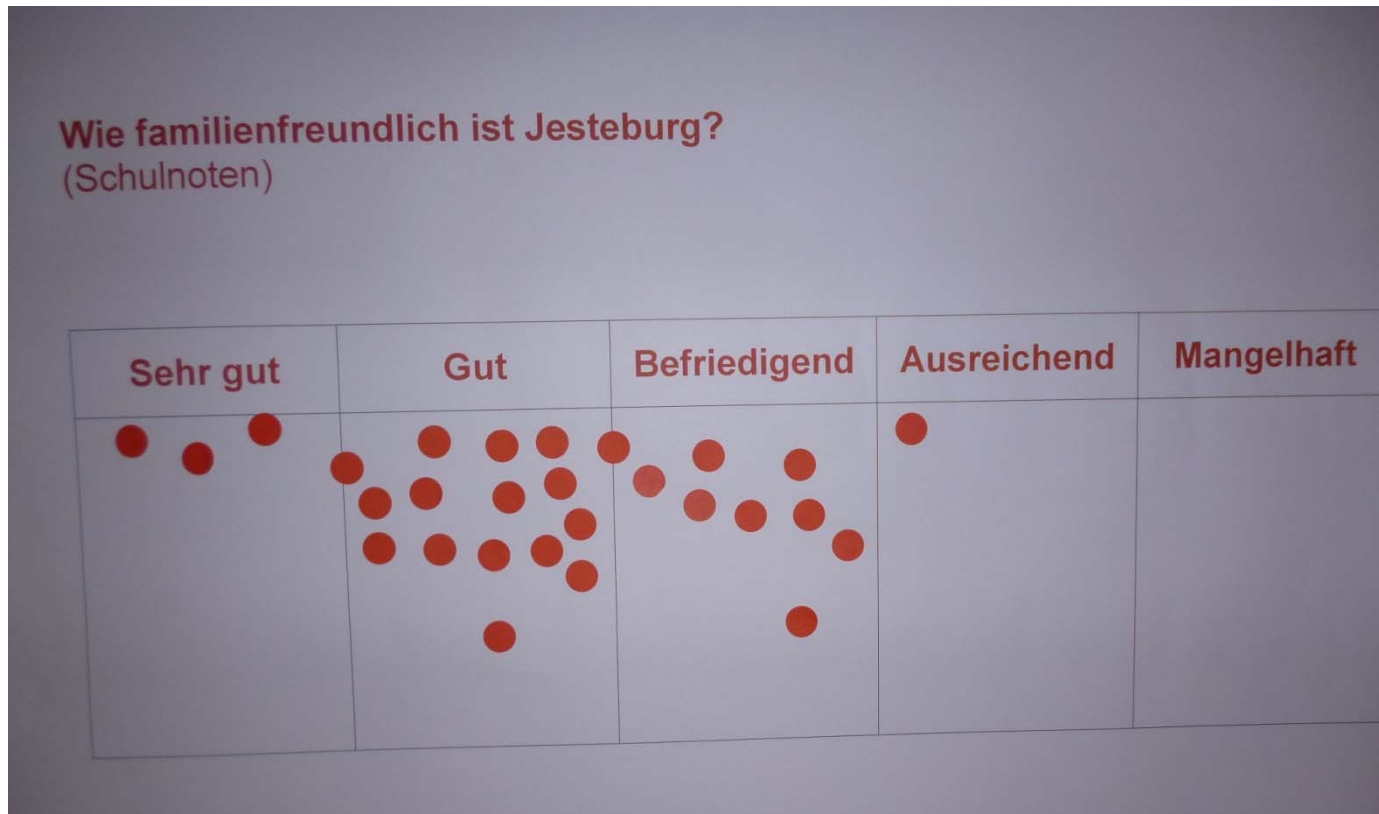 Wie familienfreundlich ist Jesteburg?
(Schulnoten)
Sehr gut
Gut
Befriedigend
Ausreichend
Mangelhaft